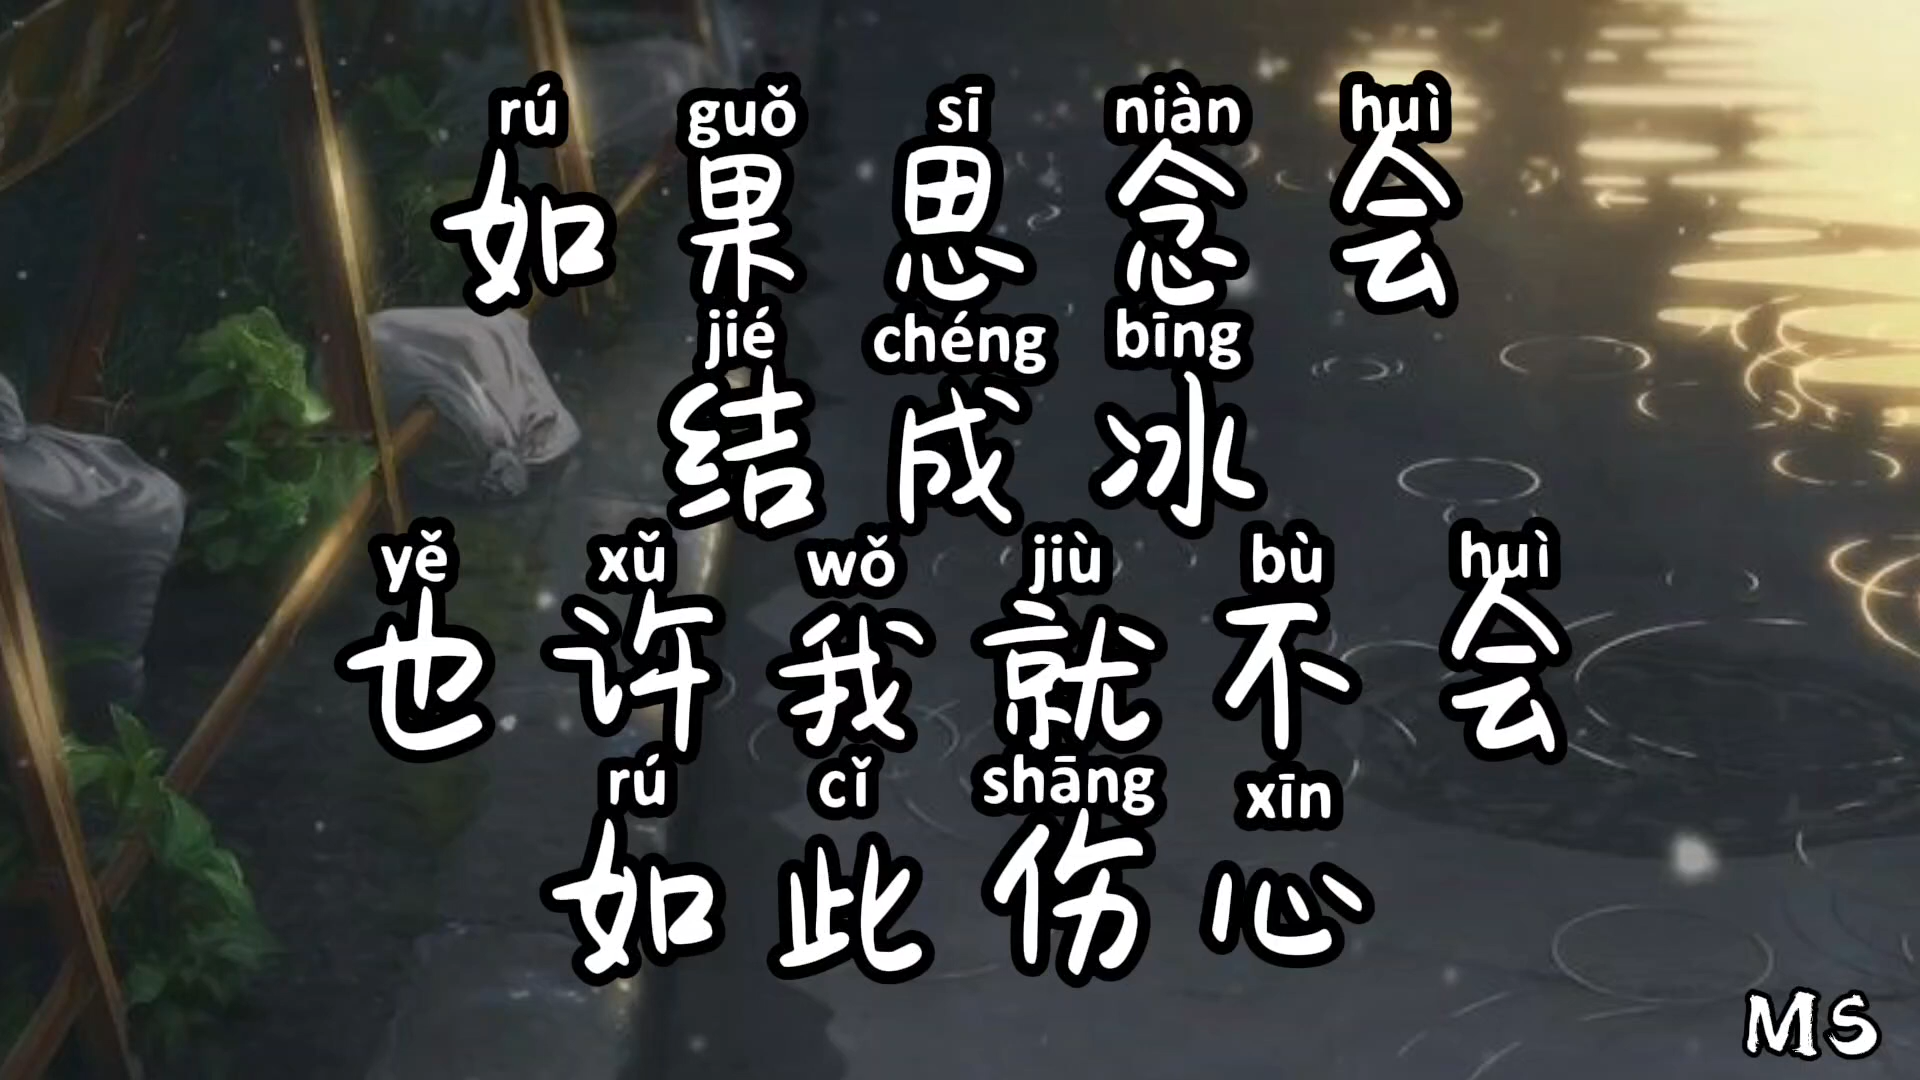 rú guǒ sī niàn huì
如果思念会
jié chéng bīng
结成冰
yě xǔ wǒ jiù bù huì
也许我就不会
rú cǐ shāng xīn
如此伤心
MS